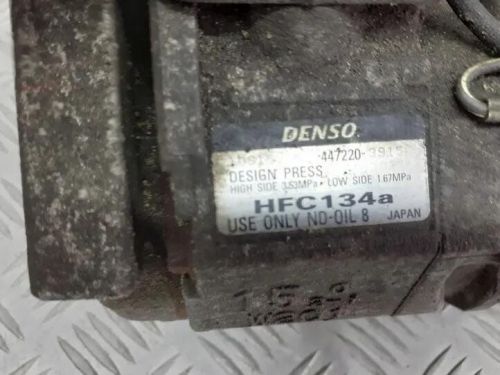 DENSO
447220-
DESIGN PRESS
HIGH SIDE 3.53MPa • LOW SIDE 1.67MPa
HFC134a
USE ONLY ND-OIL 8 JAPAN